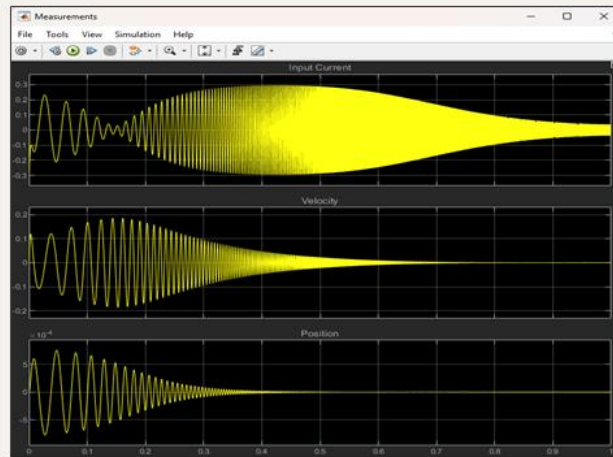 Measurements
File Tools View Simulation Help
Input Current
0.3
0.2
0.1
0
-0.1
-0.2
-0.3
Velocity
0.2
0.1
0
-0.1
-0.2
Position
5
0
-5
0 0.1 0.2 0.3 0.4 0.5 0.6 0.7 0.8 0.9